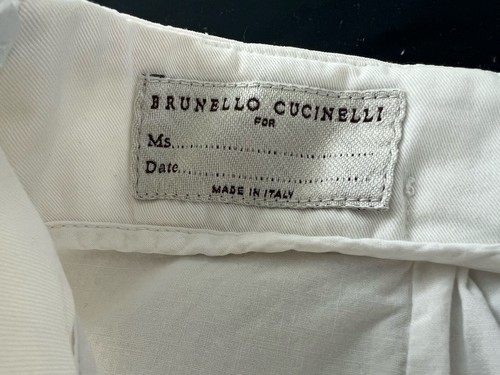 BRUNELLO CUCINELLI
FOR
Ms.
Date
MADE IN ITALY